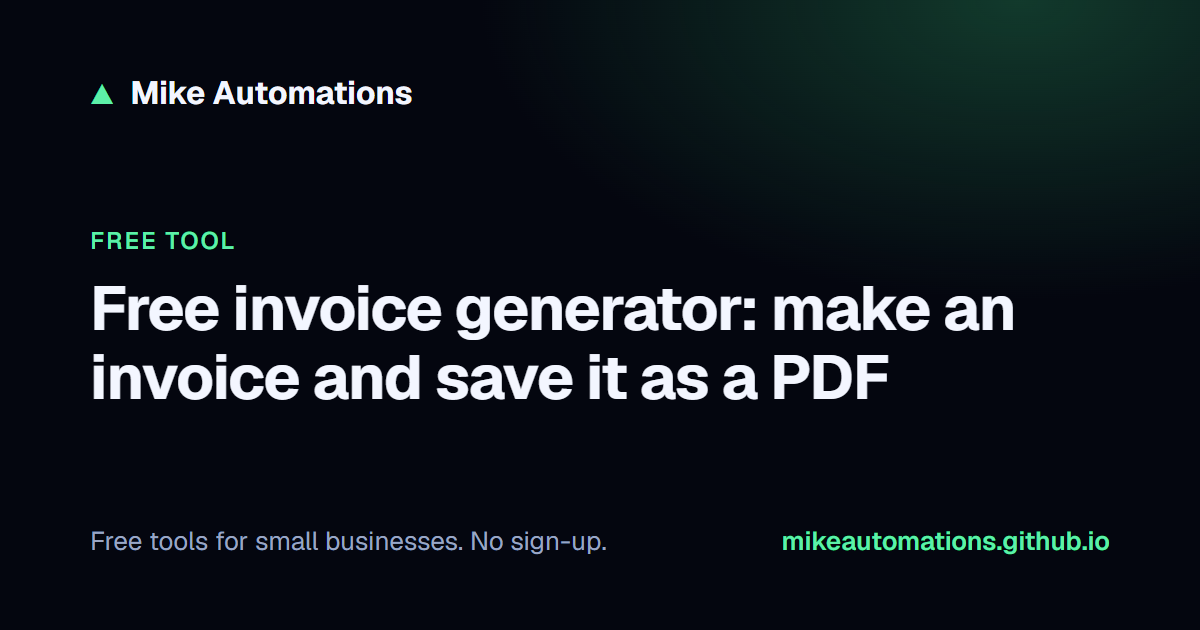 Mike Automations
FREE TOOL
Free invoice generator: make an
invoice and save it as a PDF
Free tools for small businesses. No sign-up.
mikeautomations.github.io